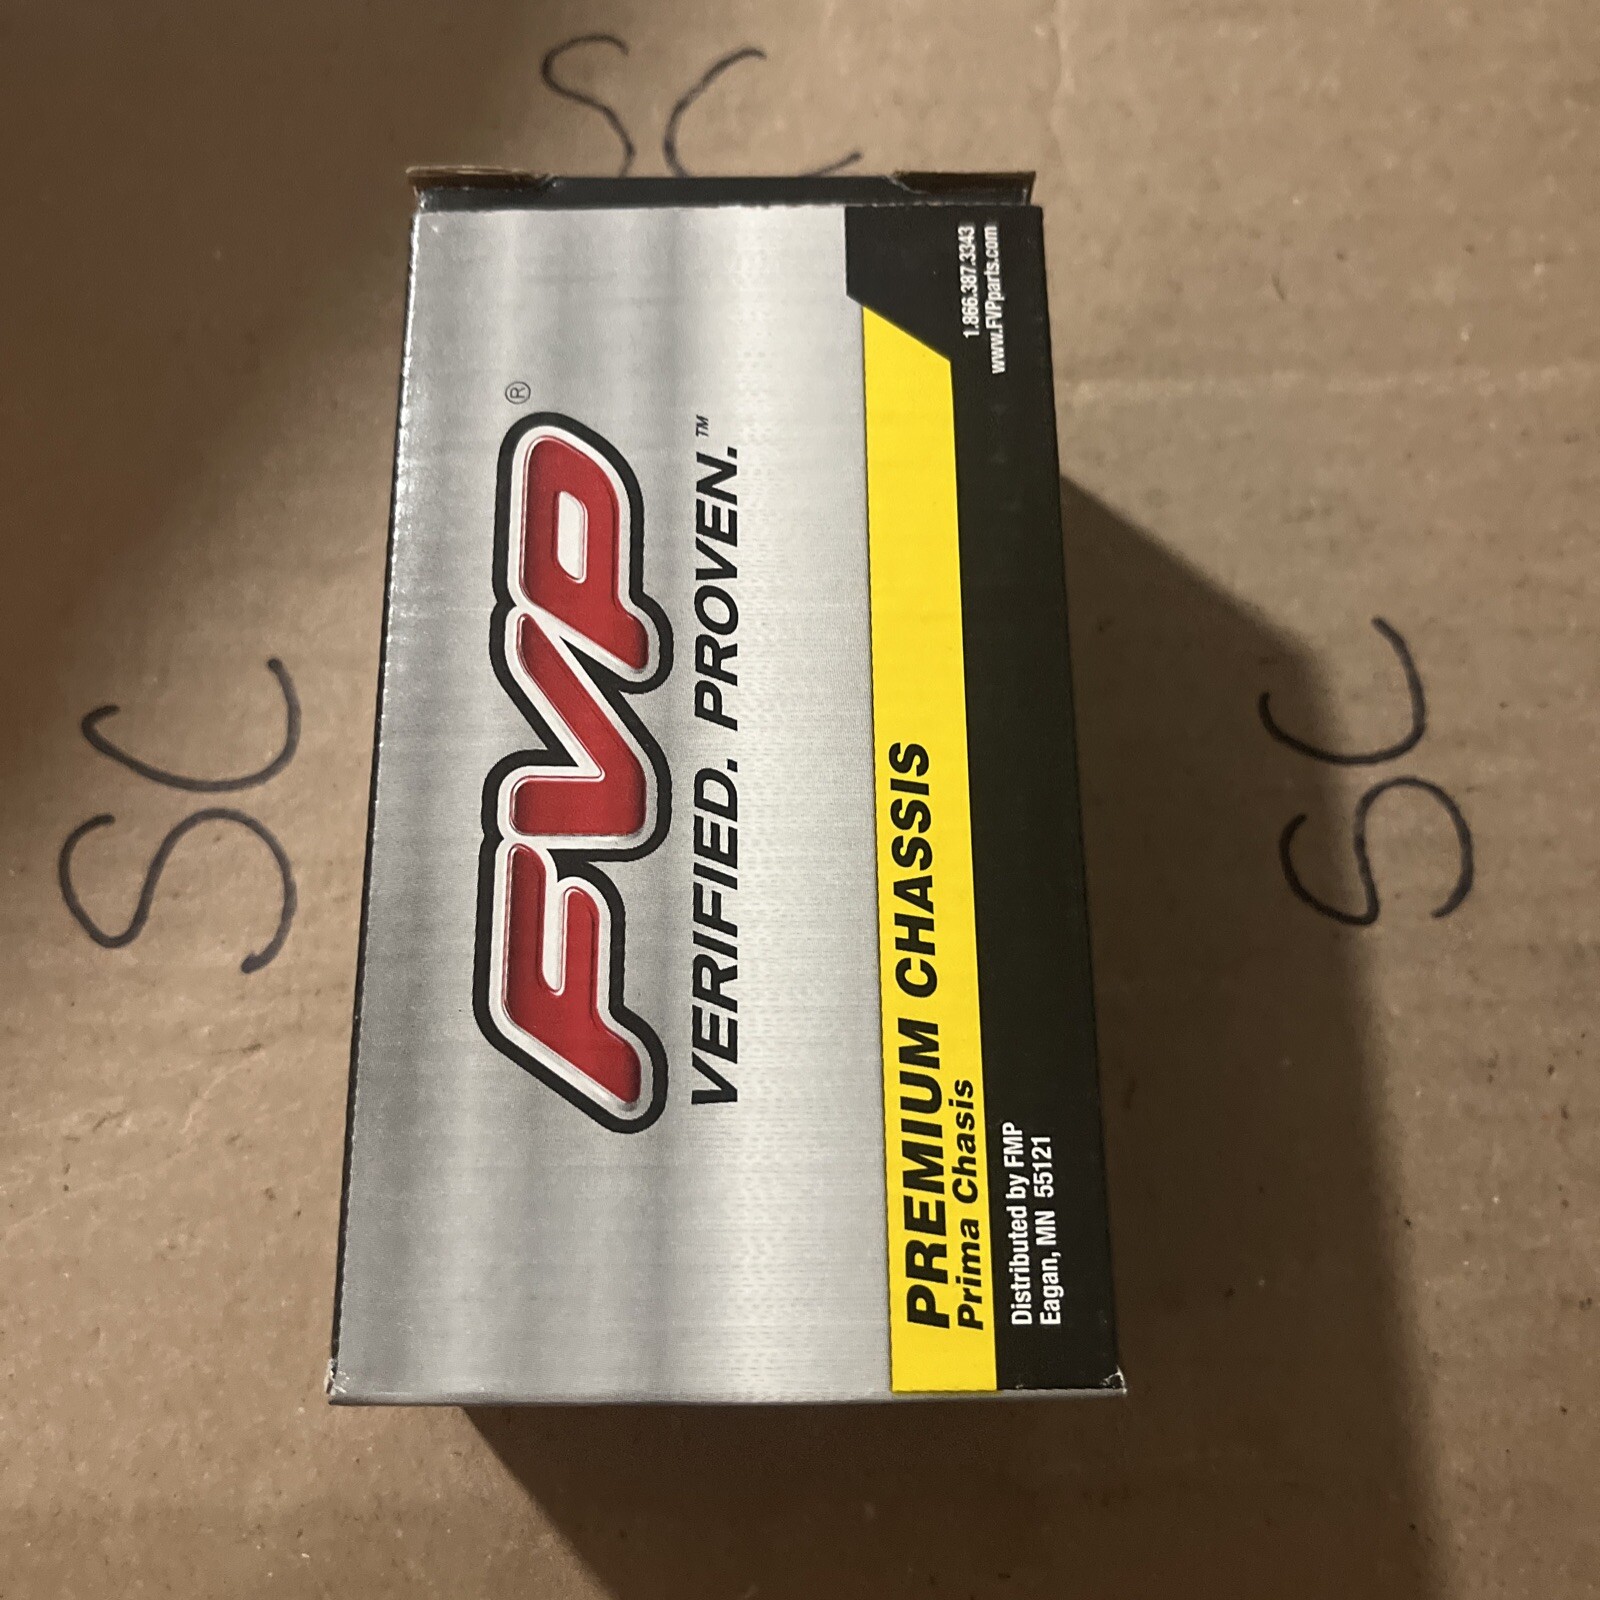 SC
SC
SC
FVP®
VERIFIED. PROVEN.™
PREMIUM CHASSIS
Prima Chasis
Distributed by FMP
Eagan, MN 55121
1.866.387.3343
www.FVPparts.com